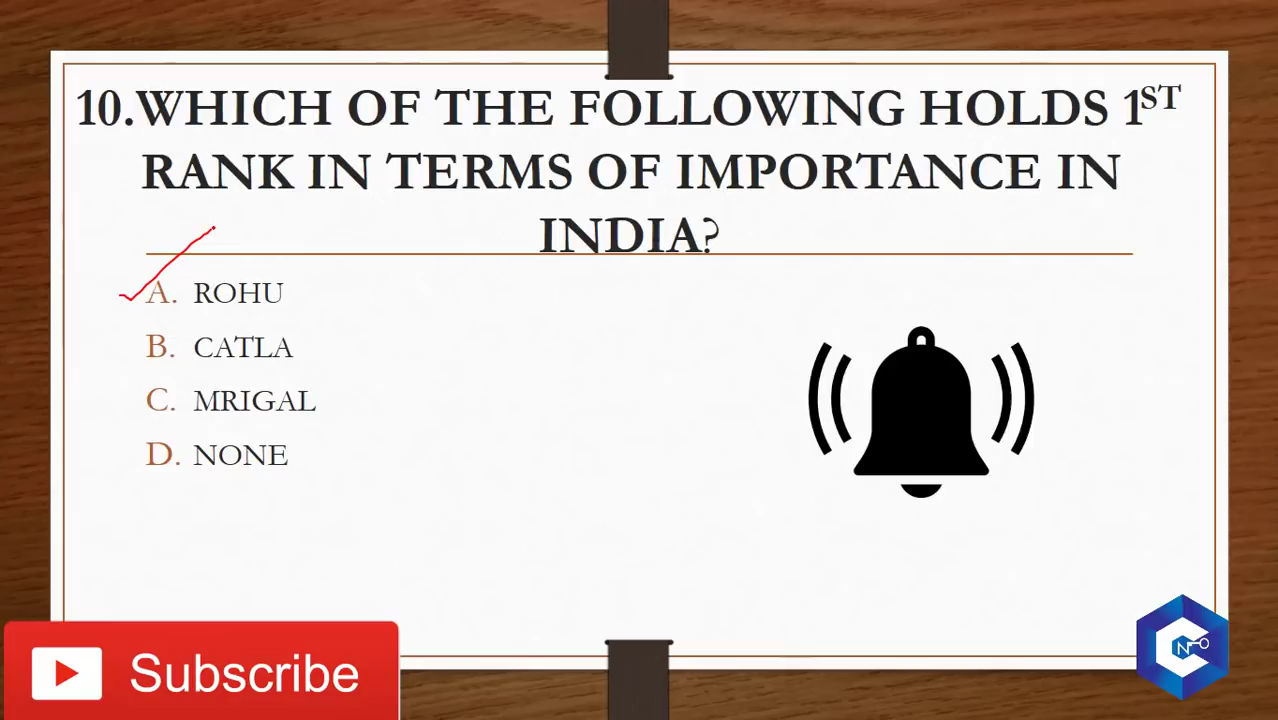 10.WHICH OF THE FOLLOWING HOLDS 1ST
RANK IN TERMS OF IMPORTANCE IN
INDIA?
A. ROHU
B. CATLA
C. MRIGAL
D. NONE
Subscribe